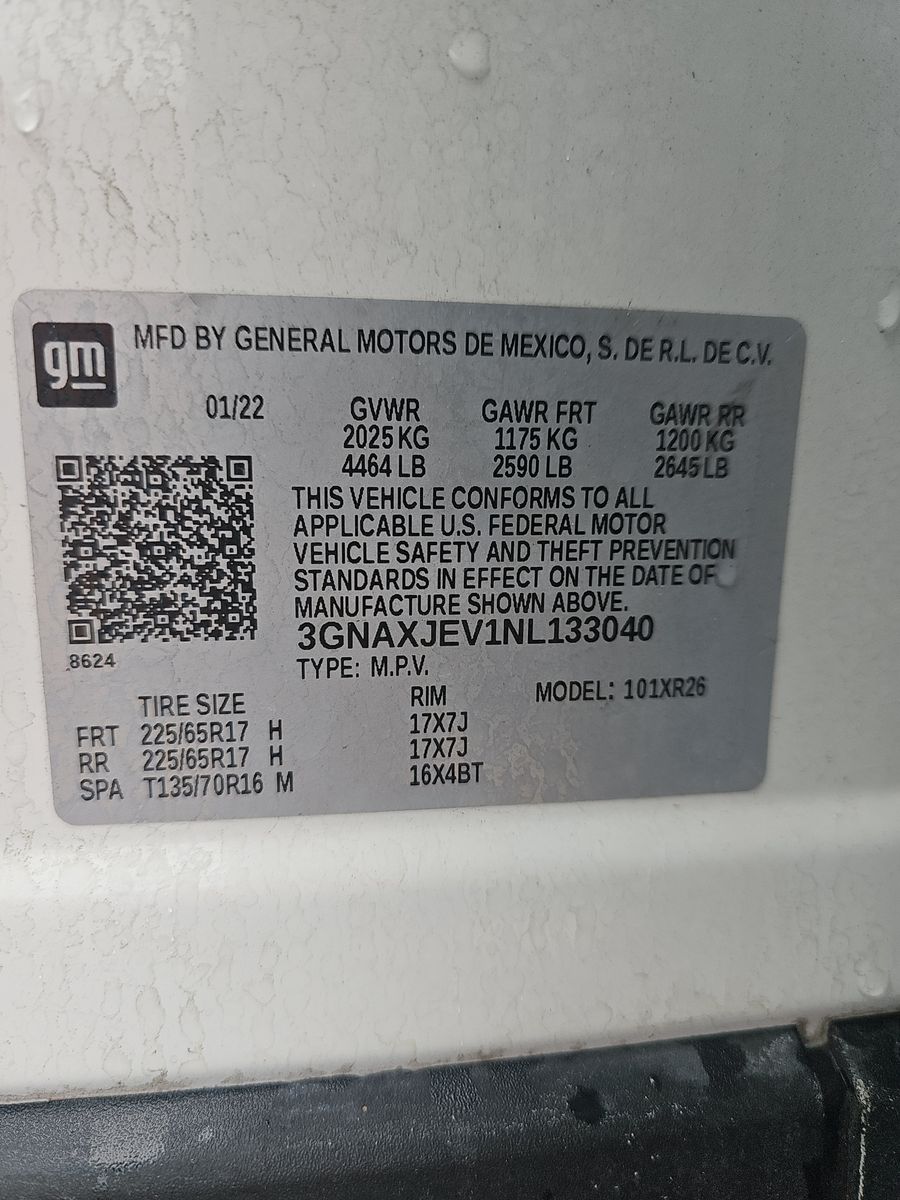 gm
MFD BY GENERAL MOTORS DE MEXICO, S. DE R.L. DE C.V.
01/22 GVWR GAWR FRT GAWR RR
2025 KG 1175 KG 1200 KG
4464 LB 2590 LB 2645 LB
THIS VEHICLE CONFORMS TO ALL
APPLICABLE U.S. FEDERAL MOTOR
VEHICLE SAFETY AND THEFT PREVENTION
STANDARDS IN EFFECT ON THE DATE OF
MANUFACTURE SHOWN ABOVE.
3GNAXJEV1NL133040
8624
TYPE: M.P.V.
TIRE SIZE RIM MODEL: 101XR26
FRT 225/65R17 H 17X7J
RR 225/65R17 H 17X7J
SPA T135/70R16 M 16X4BT